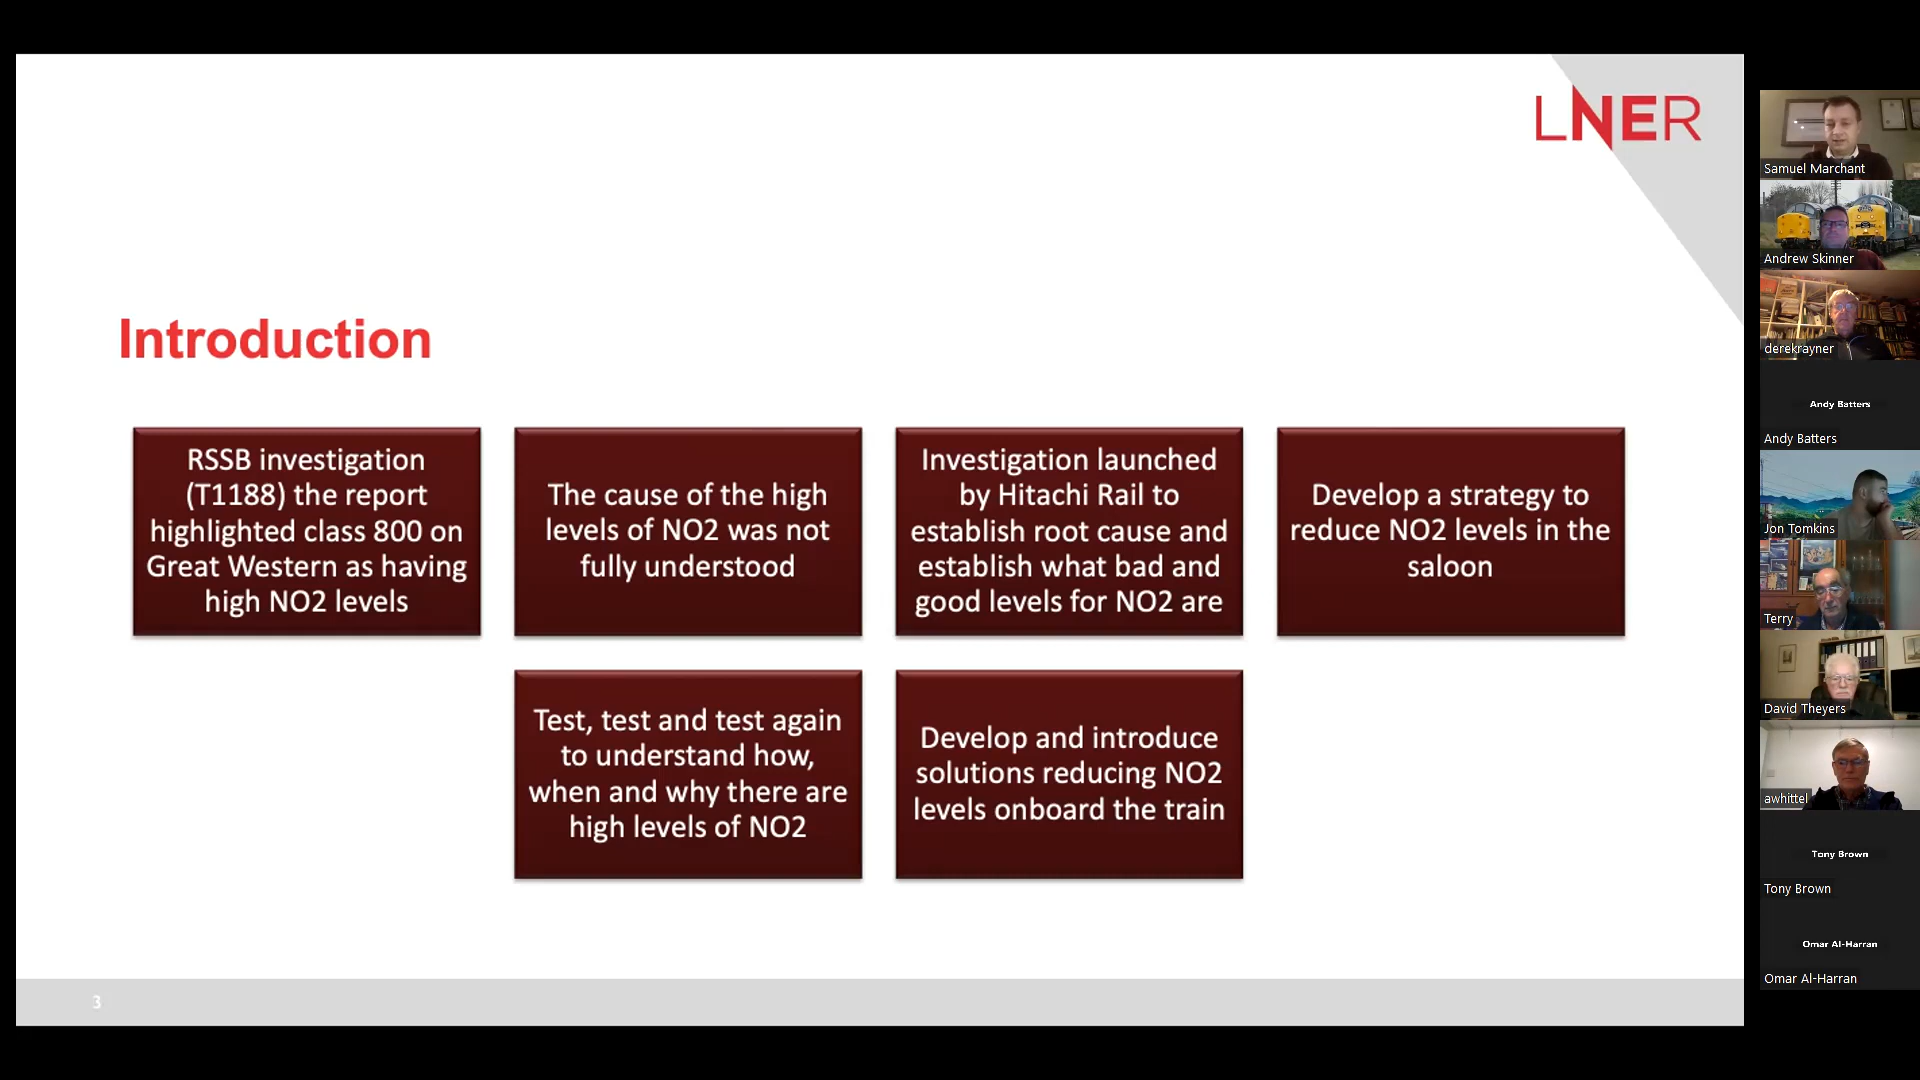 LNER
Introduction
RSSB investigation
(T1188) the report
highlighted class 800 on
Great Western as having
high NO2 levels
The cause of the high
levels of NO2 was not
fully understood
Investigation launched
by Hitachi Rail to
establish root cause and
establish what bad and
good levels for NO2 are
Develop a strategy to
reduce NO2 levels in the
saloon
Test, test and test again
to understand how,
when and why there are
high levels of NO2
Develop and introduce
solutions reducing NO2
levels onboard the train
3
Samuel Marchant
Andrew Skinner
derekrayner
Andy Batters
Andy Batters
Jon Tomkins
Terry
David Theyers
awhittel
Tony Brown
Tony Brown
Omar Al-Harran
Omar Al-Harran